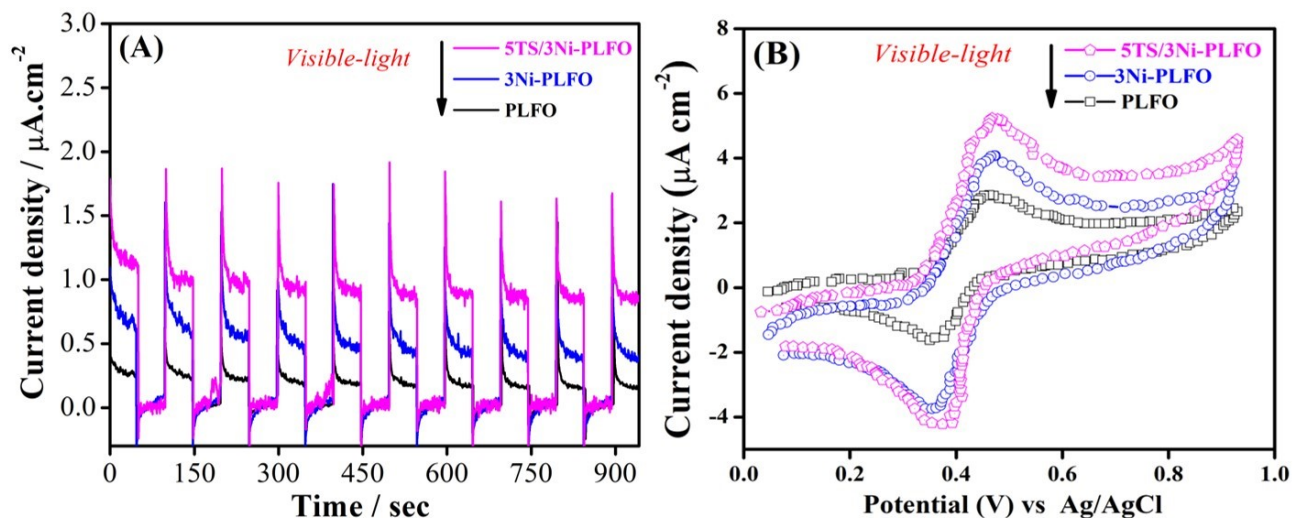 (A)
Visible-light
5TS/3Ni-PLFO
3Ni-PLFO
PLFO
Current density / μA.cm-2
3.0
2.5
2.0
1.5
1.0
0.5
0.0
0 150 300 450 600 750 900
Time / sec
(B)
Visible-light
5TS/3Ni-PLFO
3Ni-PLFO
PLFO
Current density (μA cm-2)
8
6
4
2
0
-2
-4
0.0 0.2 0.4 0.6 0.8 1.0
Potential (V) vs Ag/AgCl